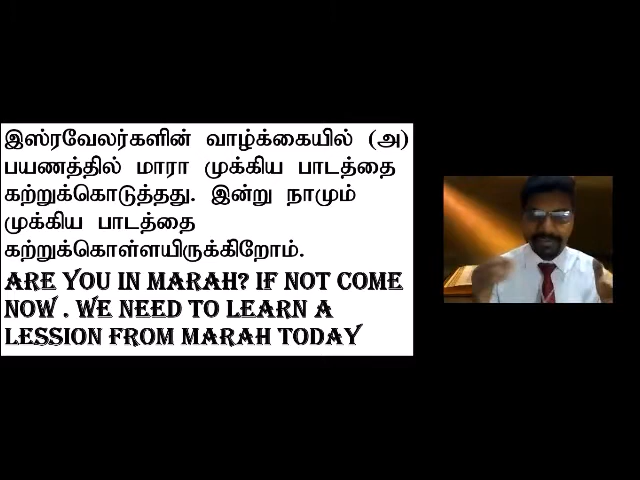 இஸ்ரவேலர்களின் வாழ்க்கையில் (அ)
பயணத்தில் மாரா முக்கிய பாடத்தை
கற்றுக்கொடுத்தது. இன்று நாமும்
முக்கிய பாடத்தை
கற்றுக்கொள்ளயிருக்கிறோம்.
ARE YOU IN MARAH? IF NOT COME
NOW . WE NEED TO LEARN A
LESSION FROM MARAH TODAY